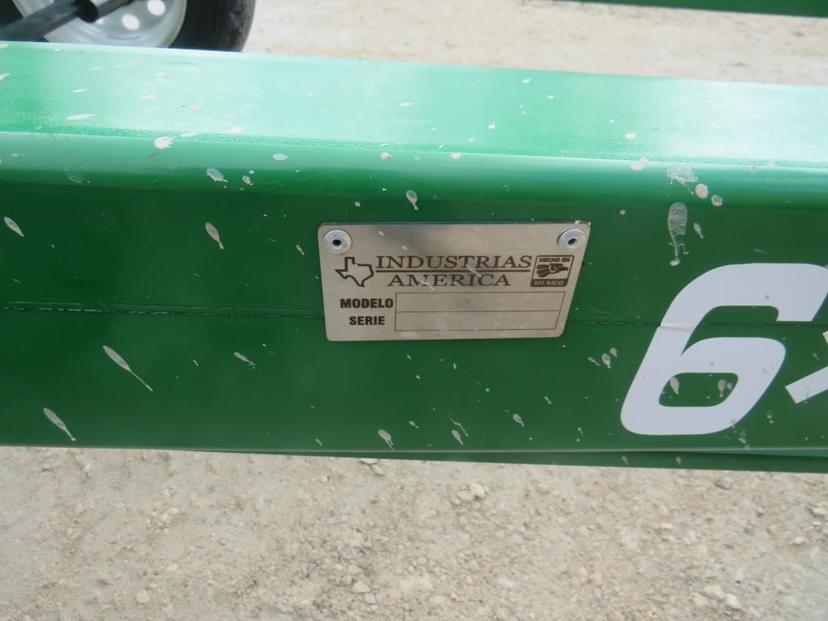 INDUSTRIAS
AMERICA
HECHO EN
MEXICO
MODELO
SERIE
6